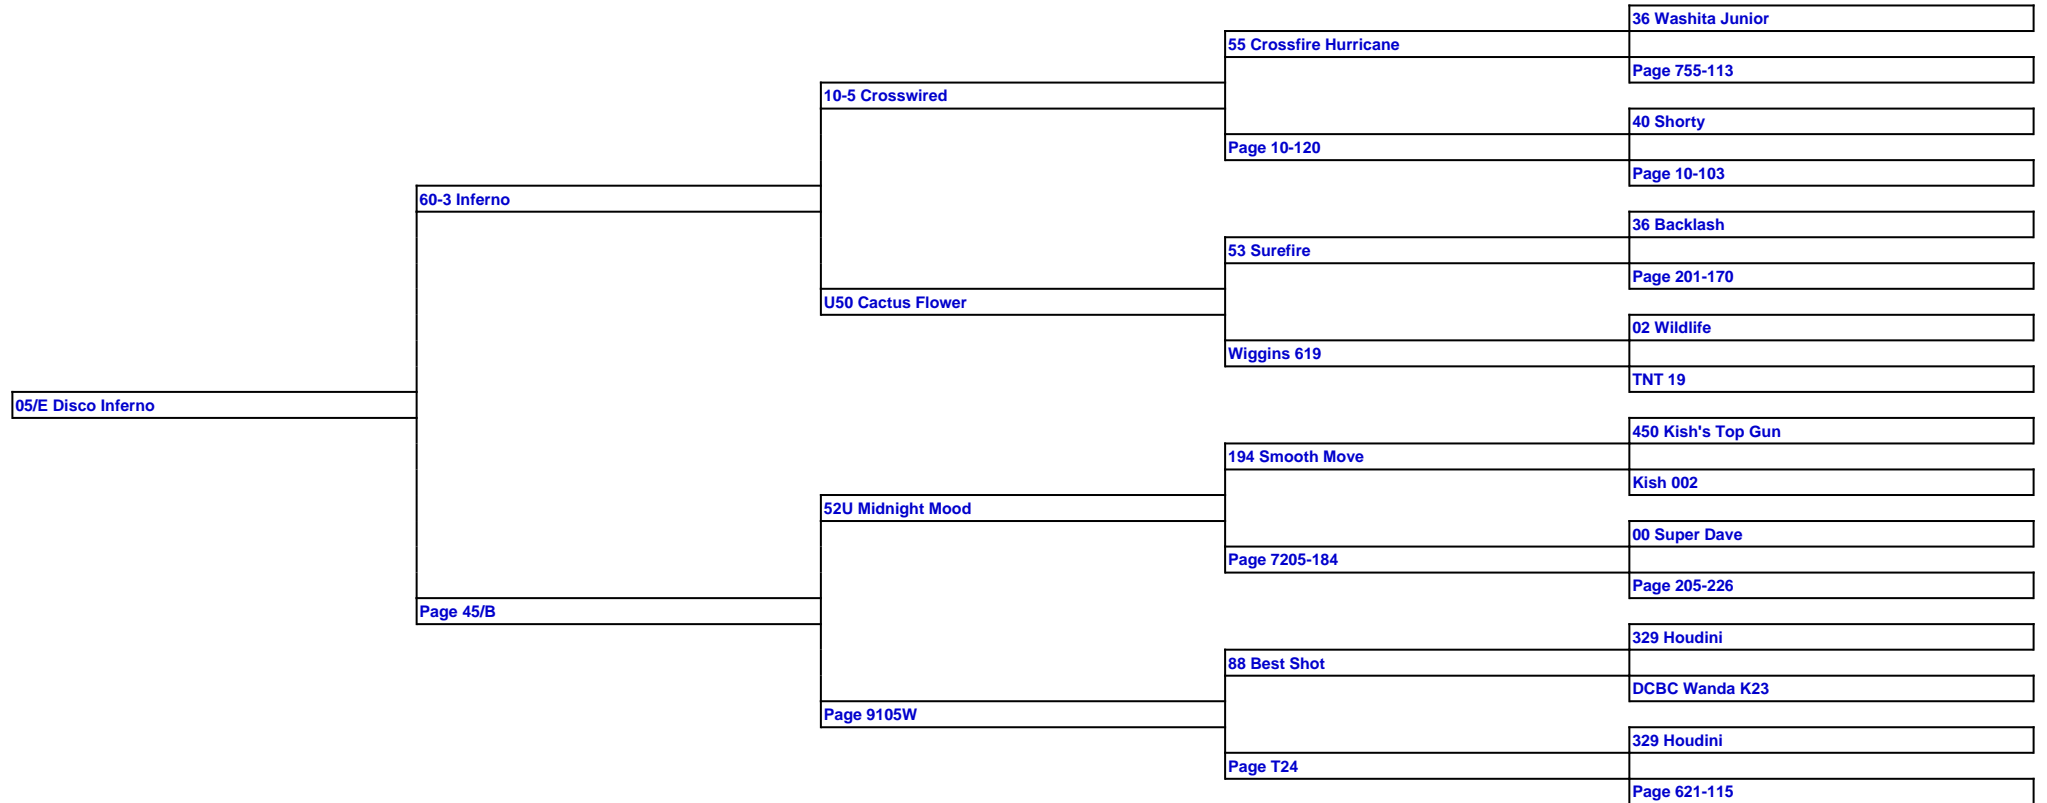 36 Washita Junior
55 Crossfire Hurricane
Page 755-113
10-5 Crosswired
40 Shorty
Page 10-120
Page 10-103
60-3 Inferno
36 Backlash
53 Surefire
Page 201-170
U50 Cactus Flower
02 Wildlife
Wiggins 619
TNT 19
05/E Disco Inferno
450 Kish's Top Gun
194 Smooth Move
Kish 002
52U Midnight Mood
00 Super Dave
Page 7205-184
Page 205-226
Page 45/B
329 Houdini
88 Best Shot
DCBC Wanda K23
Page 9105W
329 Houdini
Page T24
Page 621-115